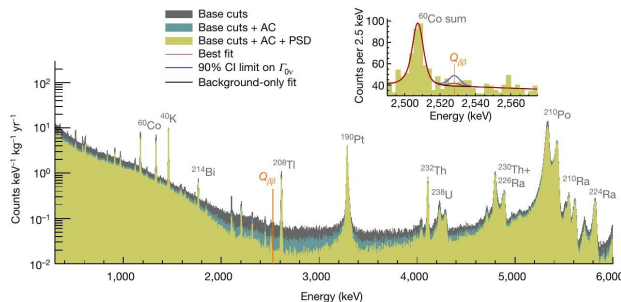 Base cuts
Base cuts + AC
Base cuts + AC + PSD
Best fit
90% CI limit on Γ0ν
Background-only fit
Counts per 2.5 keV
100
80
60
40
60Co sum
Qββ
2,500 2,520 2,540 2,560
Energy (keV)
Counts keV−1 kg−1 yr−1
10²
10
1
10−1
10−2
60Co
40K
214Bi
Qββ
208Tl
190Pt
232Th
238U
230Th+
226Ra
210Po
210Ra
224Ra
1,000 2,000 3,000 4,000 5,000 6,000
Energy (keV)